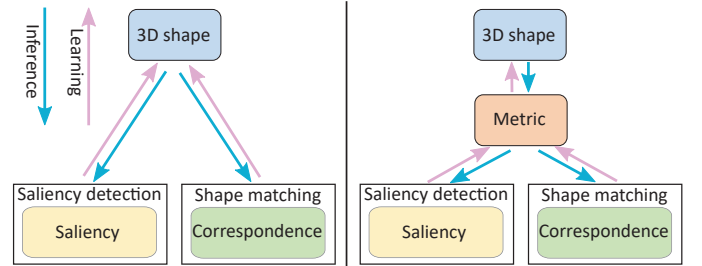 Inference
Learning
3D shape
Saliency detection
Saliency
Shape matching
Correspondence
3D shape
Metric
Saliency detection
Saliency
Shape matching
Correspondence